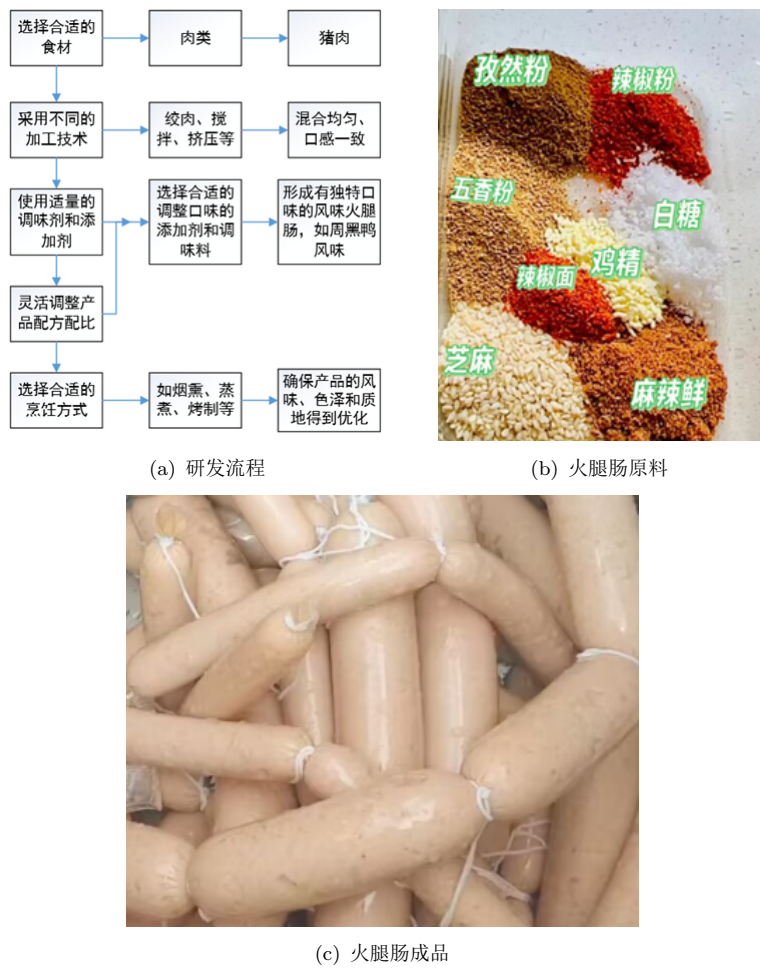 选择合适的
食材
肉类
猪肉
采用不同的
加工技术
绞肉、搅
拌、挤压等
混合均匀、
口感一致
使用适量的
调味剂和添
加剂
选择合适的
调整口味的
添加剂和调
味料
形成有独特口
味的风味火腿
肠，如周黑鸭
风味
灵活调整产
品配方配比
选择合适的
烹饪方式
如烟熏、蒸
煮、烤制等
确保产品的风
味、色泽和质
地得到优化
(a) 研发流程
孜然粉
辣椒粉
五香粉
白糖
鸡精
辣椒面
芝麻
麻辣鲜
(b) 火腿肠原料
(c) 火腿肠成品